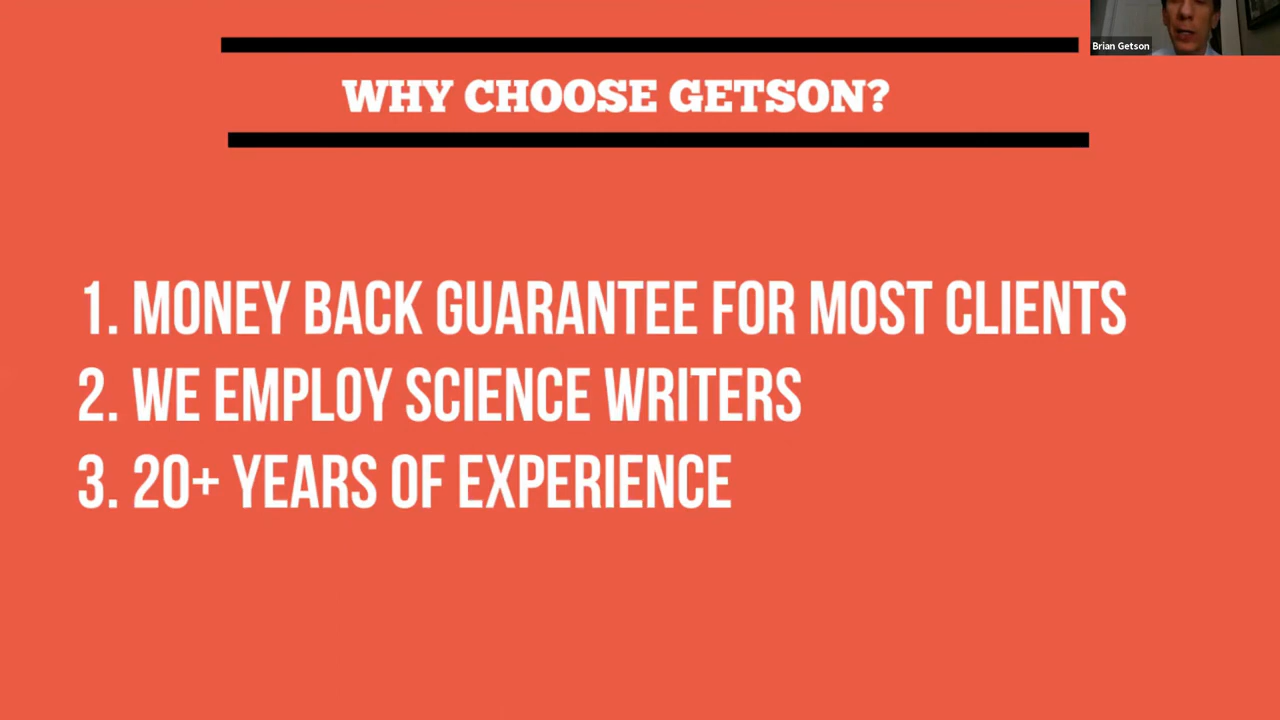 WHY CHOOSE GETSON?
Brian Getson
1. MONEY BACK GUARANTEE FOR MOST CLIENTS
2. WE EMPLOY SCIENCE WRITERS
3. 20+ YEARS OF EXPERIENCE